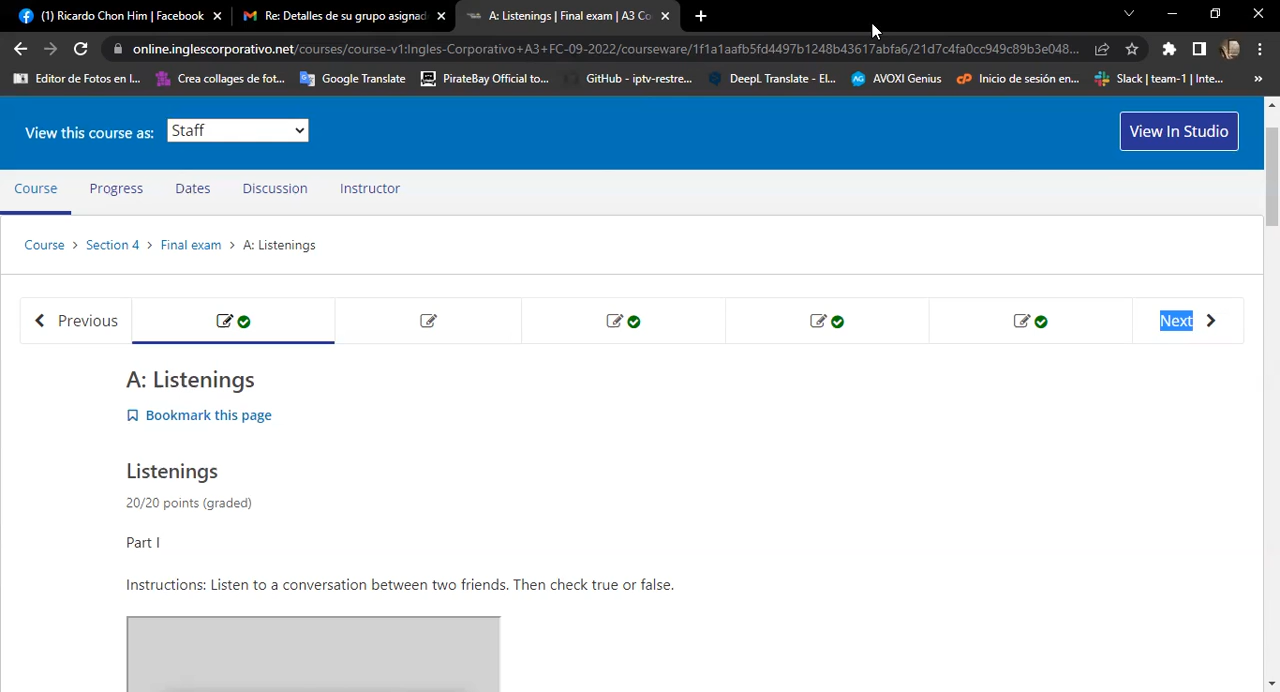 (1) Ricardo Chon Him | Facebook
Re: Detalles de su grupo asignad
A: Listenings | Final exam | A3 Co
online.inglescorporativo.net/courses/course-v1:Ingles-Corporativo+A3+FC-09-2022/courseware/1f1a1aafb5fd4497b1248b43617abfa6/21d7c4fa0cc949c89b3e048...
Editor de Fotos en l...
Crea collages de fot...
Google Translate
PirateBay Official to...
GitHub - iptv-restre...
DeepL Translate - El...
AVOXI Genius
Inicio de sesión en...
Slack | team-1 | Inte...
View this course as:
Staff
View In Studio
Course
Progress
Dates
Discussion
Instructor
Course > Section 4 > Final exam > A: Listenings
Previous
Next
A: Listenings
Bookmark this page
Listenings
20/20 points (graded)
Part I
Instructions: Listen to a conversation between two friends. Then check true or false.